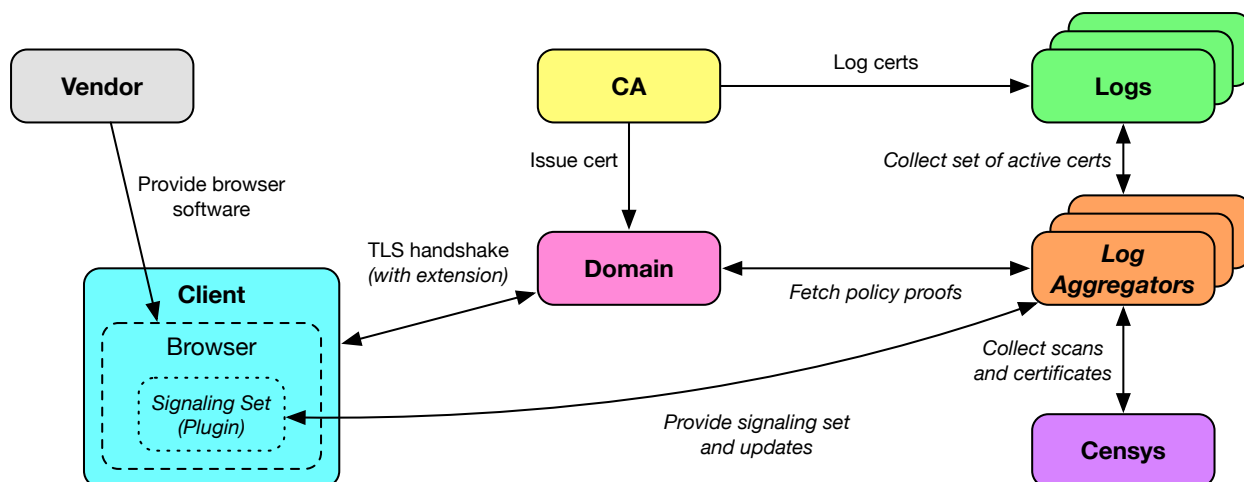 Vendor
CA
Log certs
Logs
Issue cert
Collect set of active certs
Provide browser
software
TLS handshake
(with extension)
Domain
Fetch policy proofs
Log
Aggregators
Client
Browser
Signaling Set
(Plugin)
Collect scans
and certificates
Provide signaling set
and updates
Censys